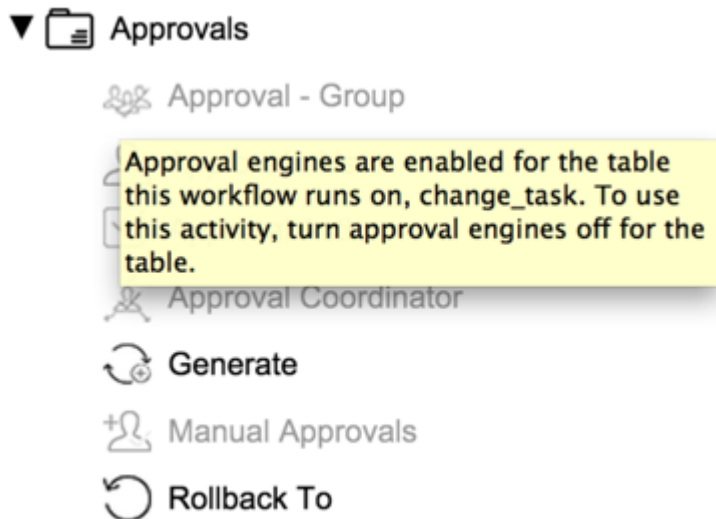 Approvals
Approval - Group
Approval engines are enabled for the table
this workflow runs on, change_task. To use
this activity, turn approval engines off for the
table.
Approval Coordinator
Generate
Manual Approvals
Rollback To